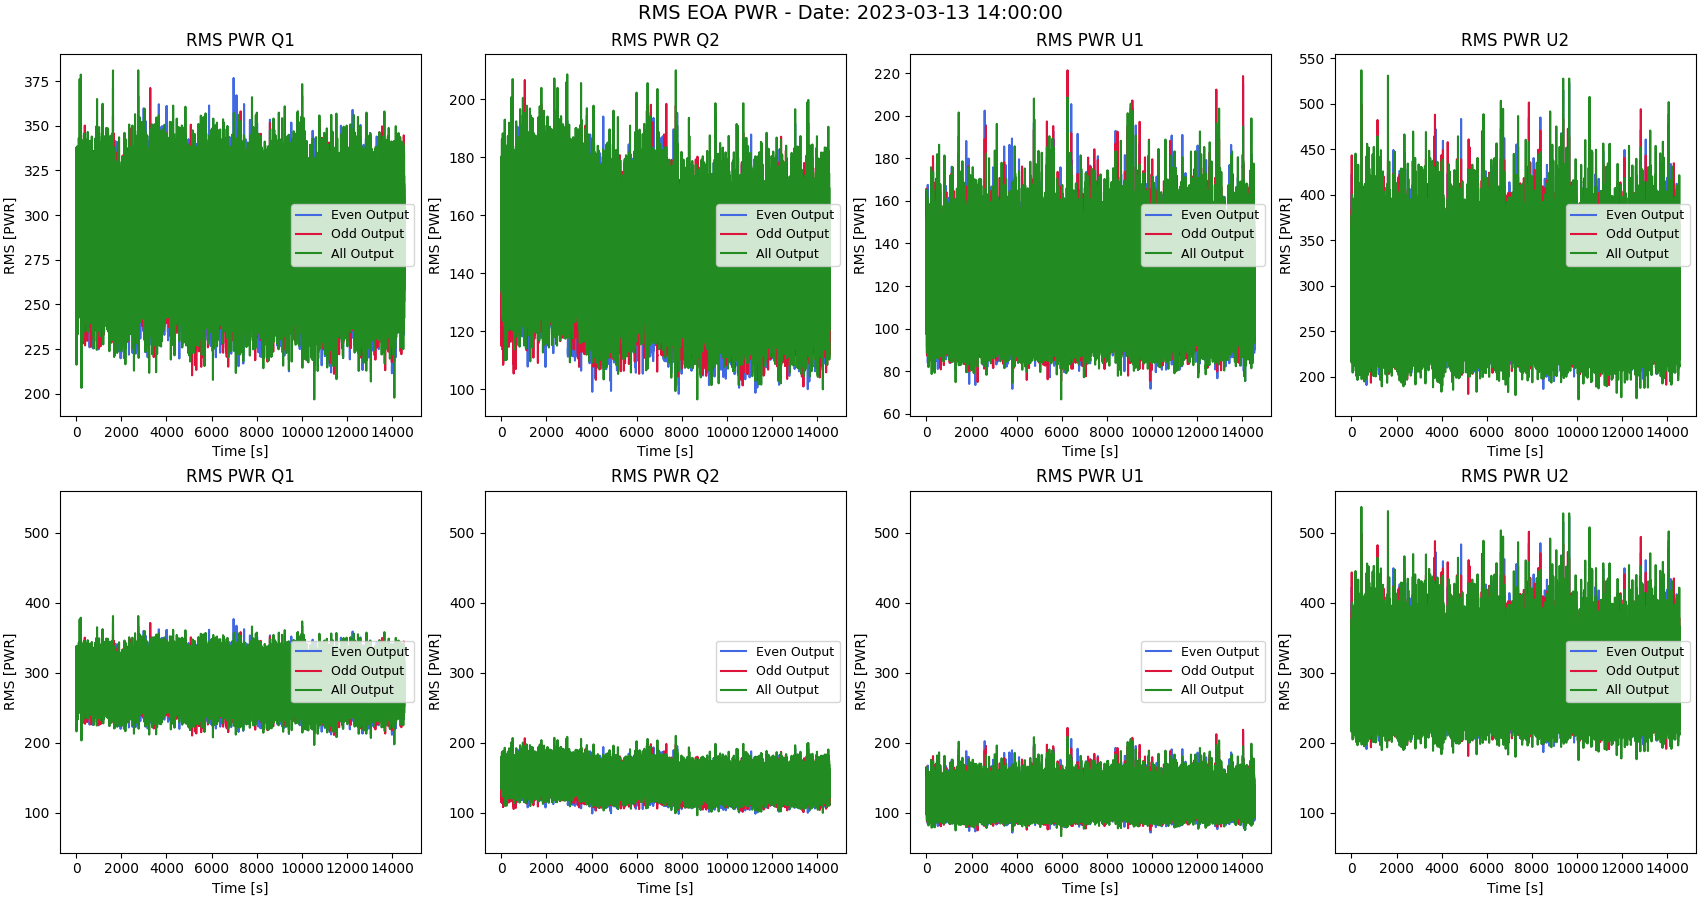 RMS EOA PWR - Date: 2023-03-13 14:00:00
RMS PWR Q1
RMS [PWR]
375
350
325
300
275
250
225
200
0 2000 4000 6000 8000 10000 12000 14000
Time [s]
Even Output
Odd Output
All Output
RMS PWR Q2
RMS [PWR]
200
180
160
140
120
100
0 2000 4000 6000 8000 10000 12000 14000
Time [s]
Even Output
Odd Output
All Output
RMS PWR U1
RMS [PWR]
220
200
180
160
140
120
100
80
60
0 2000 4000 6000 8000 10000 12000 14000
Time [s]
Even Output
Odd Output
All Output
RMS PWR U2
RMS [PWR]
550
500
450
400
350
300
250
200
0 2000 4000 6000 8000 10000 12000 14000
Time [s]
Even Output
Odd Output
All Output
RMS PWR Q1
RMS [PWR]
500
400
300
200
100
0 2000 4000 6000 8000 10000 12000 14000
Time [s]
Even Output
Odd Output
All Output
RMS PWR Q2
RMS [PWR]
500
400
300
200
100
0 2000 4000 6000 8000 10000 12000 14000
Time [s]
Even Output
Odd Output
All Output
RMS PWR U1
RMS [PWR]
500
400
300
200
100
0 2000 4000 6000 8000 10000 12000 14000
Time [s]
Even Output
Odd Output
All Output
RMS PWR U2
RMS [PWR]
500
400
300
200
100
0 2000 4000 6000 8000 10000 12000 14000
Time [s]
Even Output
Odd Output
All Output